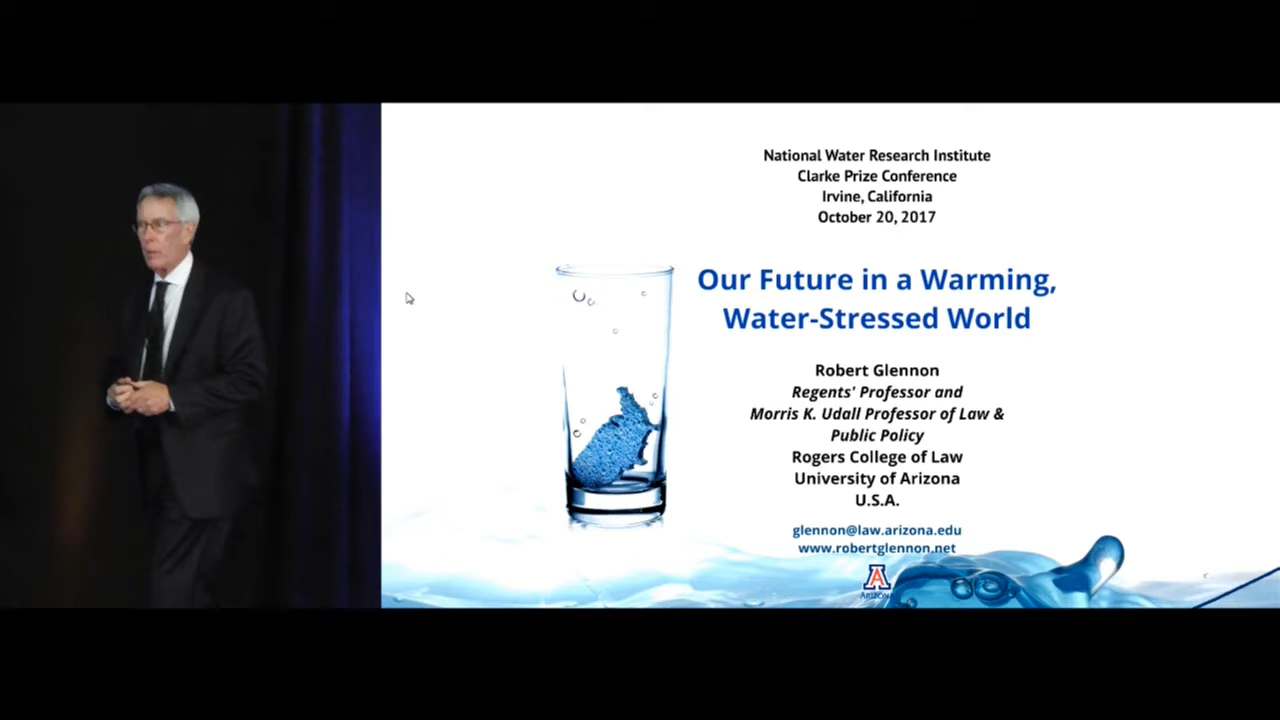 National Water Research Institute
Clarke Prize Conference
Irvine, California
October 20, 2017
Our Future in a Warming,
Water-Stressed World
Robert Glennon
Regents' Professor and
Morris K. Udall Professor of Law &
Public Policy
Rogers College of Law
University of Arizona
U.S.A.
glennon@law.arizona.edu
www.robertglennon.net
A
ARIZONA